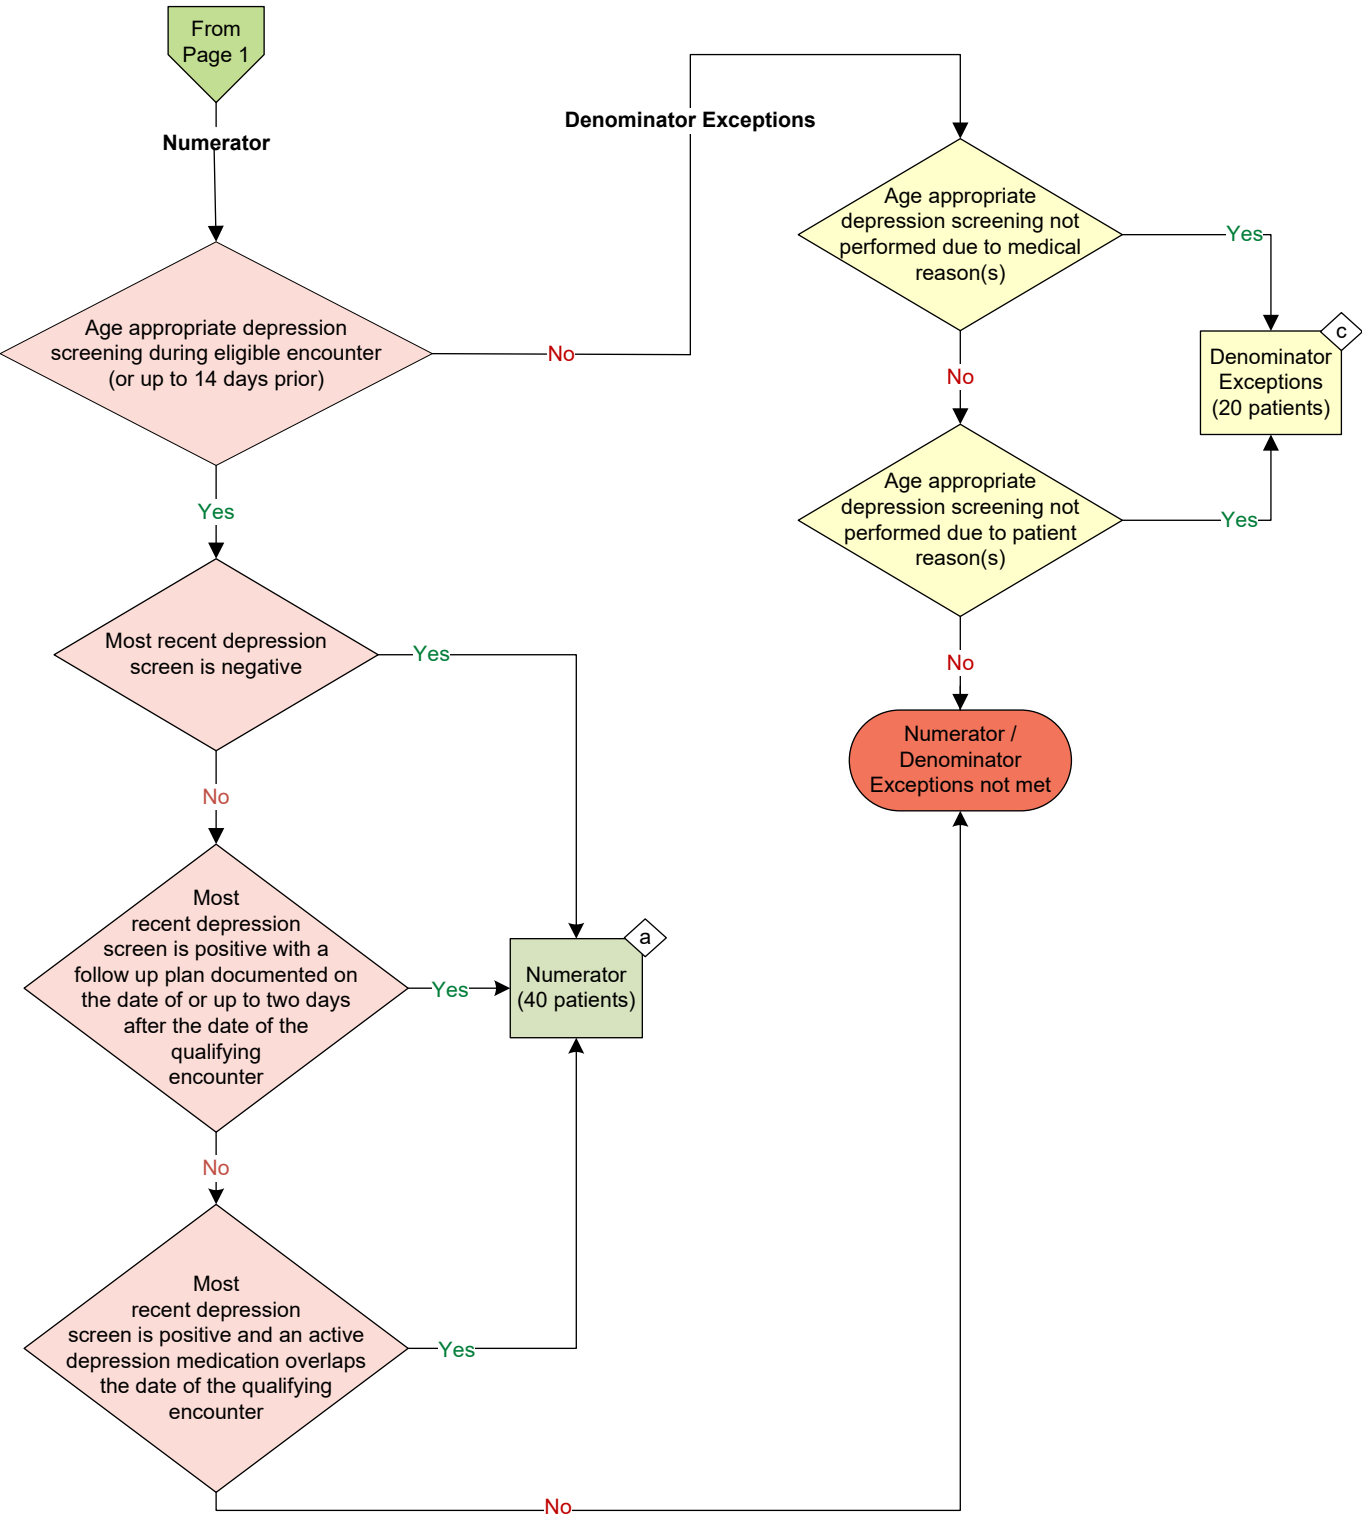 From
Page 1
Numerator
Denominator Exceptions
Age appropriate depression
screening during eligible encounter
(or up to 14 days prior)
No
Yes
Most recent depression
screen is negative
Yes
No
Most
recent depression
screen is positive with a
follow up plan documented on
the date of or up to two days
after the date of the
qualifying
encounter
Yes
a
Numerator
(40 patients)
No
Most
recent depression
screen is positive and an active
depression medication overlaps
the date of the qualifying
encounter
Yes
No
Age appropriate
depression screening not
performed due to medical
reason(s)
Yes
No
c
Denominator
Exceptions
(20 patients)
Age appropriate
depression screening not
performed due to patient
reason(s)
Yes
No
Numerator /
Denominator
Exceptions not met